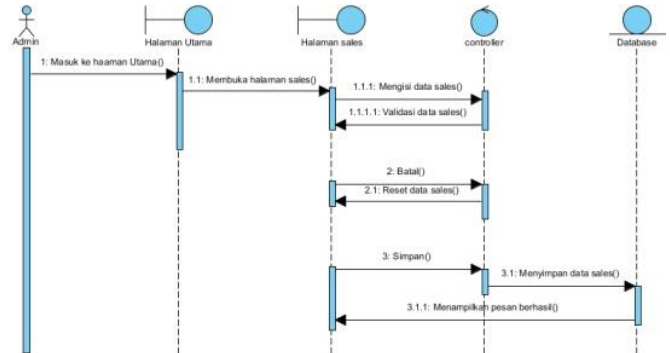 Admin
Halaman Utama
Halaman sales
controller
Database
1: Masuk ke haaman Utama()
1.1: Membuka halaman sales()
1.1.1: Mengisi data sales()
1.1.1.1: Validasi data sales()
2: Batal()
2.1: Reset data sales()
3: Simpan()
3.1: Menyimpan data sales()
3.1.1: Menampilkan pesan berhasil()